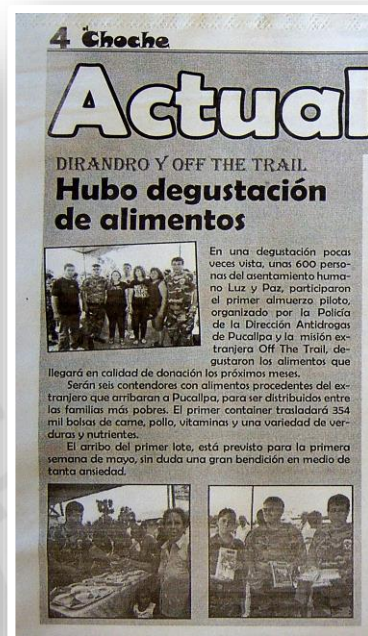 4 Choche
Actual
DIRANDRO Y OFF THE TRAIL
Hubo degustación
de alimentos
En una degustación pocas
veces vista, unas 600 perso-
nas del asentamiento huma-
no Luz y Paz, participaron
el primer almuerzo piloto,
organizado por la Policía
de la Dirección Antidrogas
de Pucallpa y la misión ex-
tranjera Off The Trail, de-
gustaron los alimentos que
llegará en calidad de donación los próximos meses.
Serán seis contendores con alimentos procedentes del ex-
tranjero que arribaran a Pucallpa, para ser distribuidos entre
las familias más pobres. El primer container trasladará 354
mil bolsas de carne, pollo, vitaminas y una variedad de ver-
duras y nutrientes.
El arribo del primer lote, está previsto para la primera
semana de mayo, sin duda una gran bendición en medio de
tanta ansiedad.